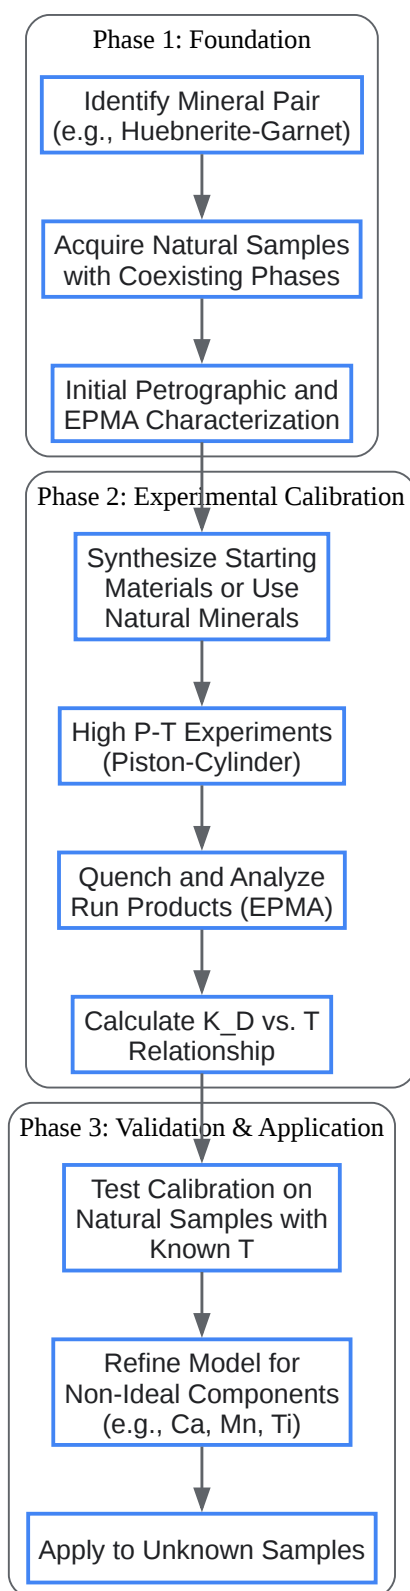 Phase 1: Foundation
Identify Mineral Pair
(e.g., Huebnerite-Garnet)
Acquire Natural Samples
with Coexisting Phases
Initial Petrographic and
EPMA Characterization
Phase 2: Experimental Calibration
Synthesize Starting
Materials or Use
Natural Minerals
High P-T Experiments
(Piston-Cylinder)
Quench and Analyze
Run Products (EPMA)
Calculate K_D vs. T
Relationship
Phase 3: Validation & Application
Test Calibration on
Natural Samples with
Known T
Refine Model for
Non-Ideal Components
(e.g., Ca, Mn, Ti)
Apply to Unknown Samples